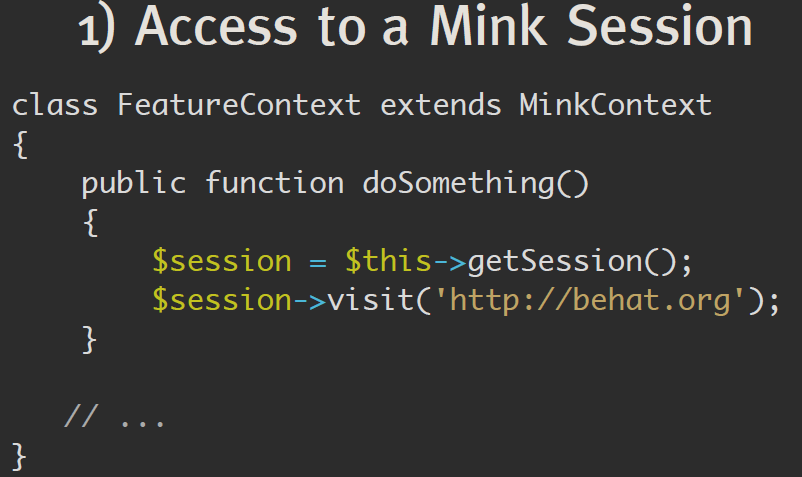 1) Access to a Mink Session
class FeatureContext extends MinkContext
{
    public function doSomething()
    {
        $session = $this->getSession();
        $session->visit('http://behat.org');
    }
   // ...
}